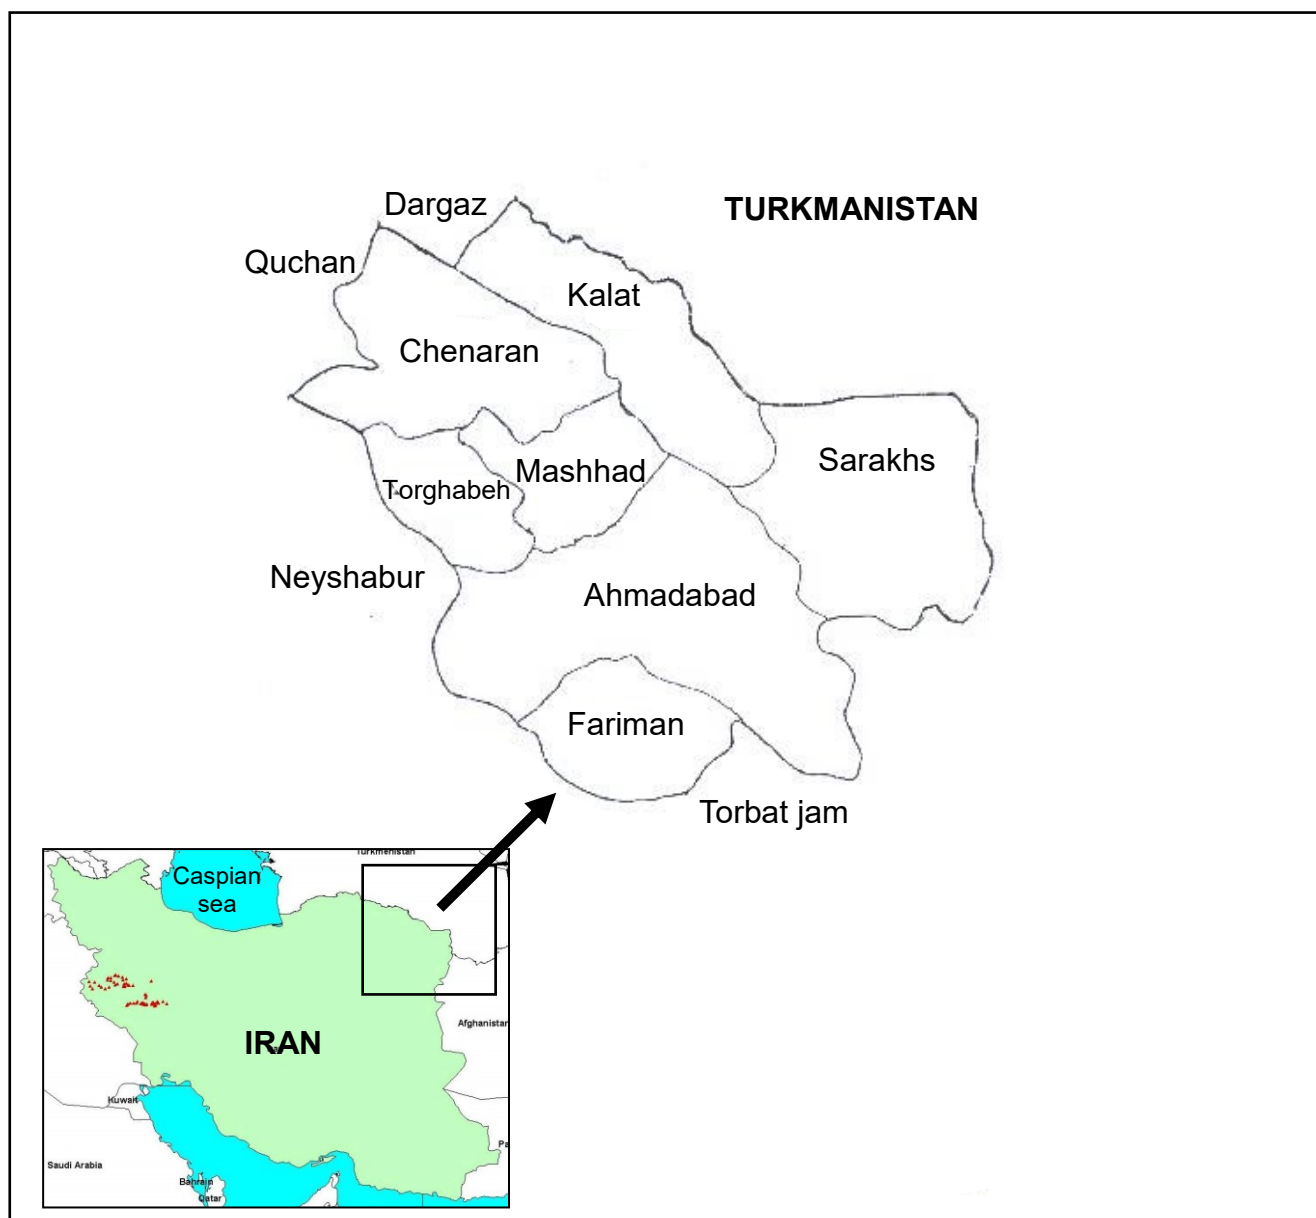 Dargaz
TURKMANISTAN
Quchan
Kalat
Chenaran
Sarakhs
Mashhad
Torghabeh
Neyshabur
Ahmadabad
Fariman
Torbat jam
Turkmenistan
Caspian
sea
Afghanistan
IRAN
Kuwait
Pa
Saudi Arabia
Bahrain
Qatar